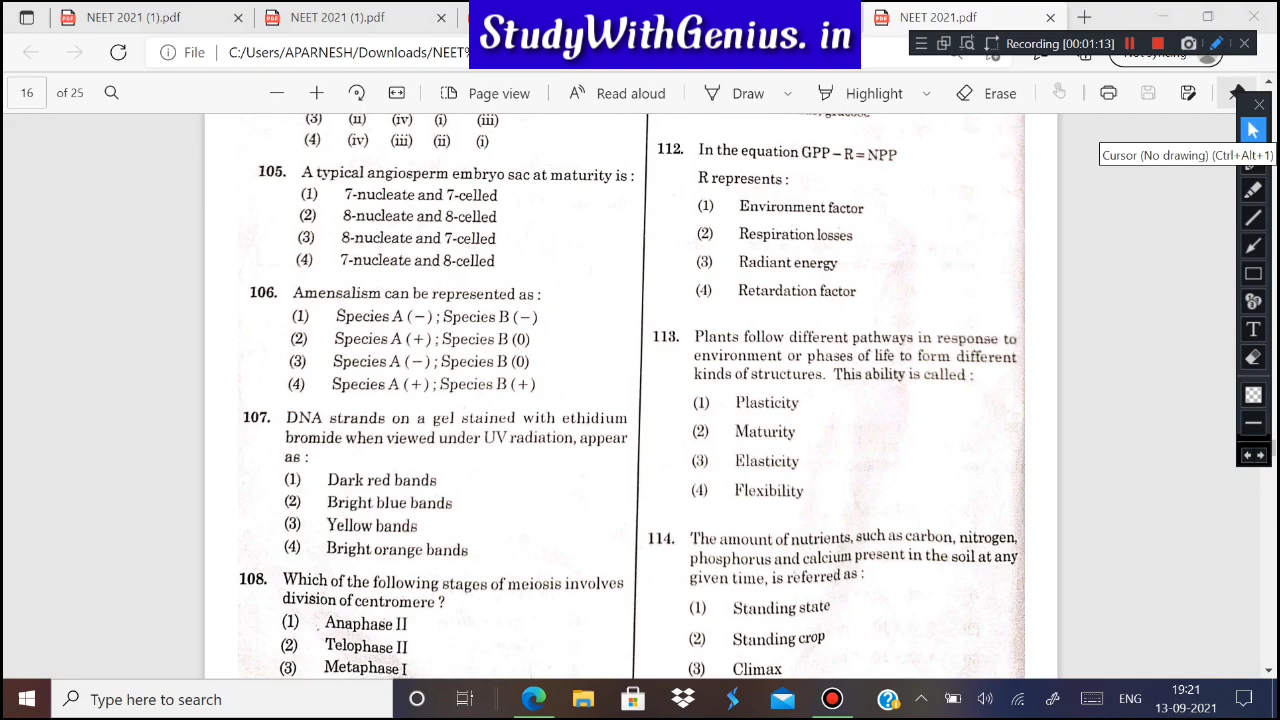 NEET 2021 (1).pdf
NEET 2021 (1).pdf
NEET 2021.pdf
StudyWithGenius. in
File
C:/Users/APARNESH/Downloads/NEET%
Recording [00:01:13]
Not syncing
16 of 25
Page view
Read aloud
Draw
Highlight
Erase
Cursor (No drawing) (Ctrl+Alt+1)
(3) (ii) (iv) (i) (iii)
(4) (iv) (iii) (ii) (i)
105. A typical angiosperm embryo sac at maturity is :
(1) 7-nucleate and 7-celled
(2) 8-nucleate and 8-celled
(3) 8-nucleate and 7-celled
(4) 7-nucleate and 8-celled
106. Amensalism can be represented as :
(1) Species A (−) ; Species B (−)
(2) Species A (+) ; Species B (0)
(3) Species A (−) ; Species B (0)
(4) Species A (+) ; Species B (+)
107. DNA strands on a gel stained with ethidium
bromide when viewed under UV radiation, appear
as :
(1) Dark red bands
(2) Bright blue bands
(3) Yellow bands
(4) Bright orange bands
108. Which of the following stages of meiosis involves
division of centromere ?
(1) Anaphase II
(2) Telophase II
(3) Metaphase I
glucose
112. In the equation GPP − R = NPP
R represents :
(1) Environment factor
(2) Respiration losses
(3) Radiant energy
(4) Retardation factor
113. Plants follow different pathways in response to
environment or phases of life to form different
kinds of structures. This ability is called :
(1) Plasticity
(2) Maturity
(3) Elasticity
(4) Flexibility
114. The amount of nutrients, such as carbon, nitrogen,
phosphorus and calcium present in the soil at any
given time, is referred as :
(1) Standing state
(2) Standing crop
(3) Climax
Type here to search
ENG
19:21
13-09-2021